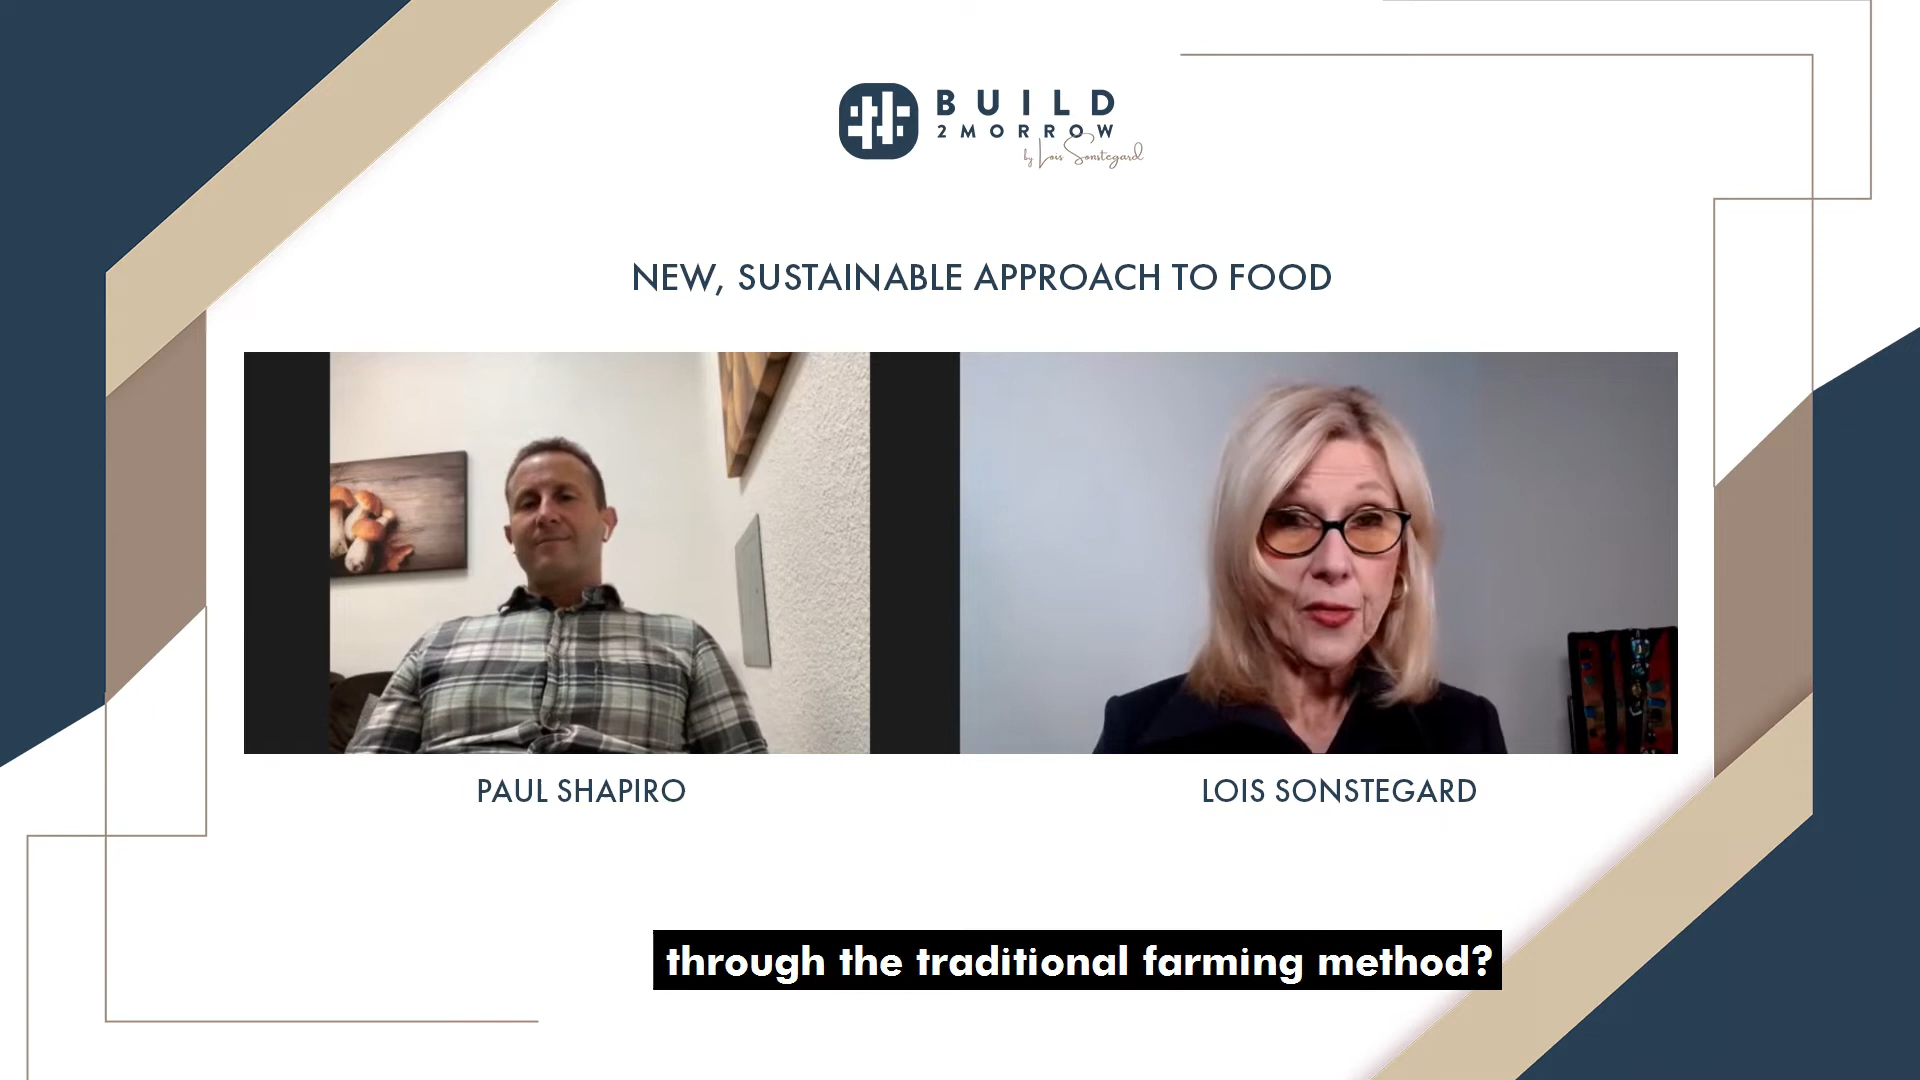 BUILD
2MORROW
by Lois Sonstegard
NEW, SUSTAINABLE APPROACH TO FOOD
PAUL SHAPIRO
LOIS SONSTEGARD
through the traditional farming method?